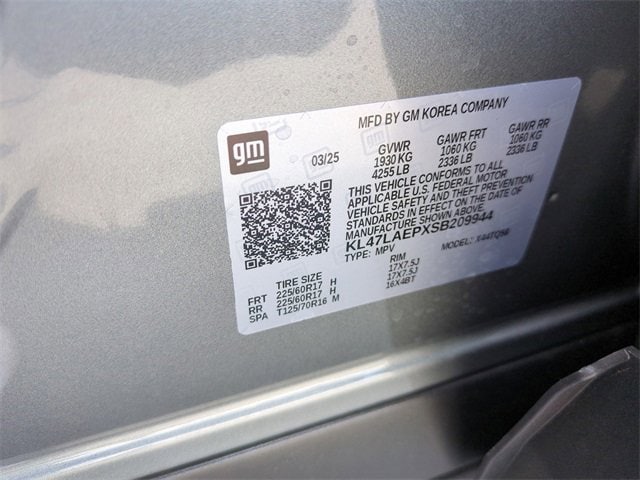 MFD BY GM KOREA COMPANY
gm
03/25
GVWR GAWR FRT GAWR RR
1930 KG 1060 KG 1060 KG
4255 LB 2336 LB 2336 LB
THIS VEHICLE CONFORMS TO ALL
APPLICABLE U.S. FEDERAL MOTOR
VEHICLE SAFETY AND THEFT PREVENTION
STANDARDS IN EFFECT ON THE DATE OF
MANUFACTURE SHOWN ABOVE.
KL47LAEPXSB209944
TYPE: MPV MODEL:
TIRE SIZE RIM
FRT 225/60R17 H 17X7.5J
RR 225/60R17 H 17X7.5J
SPA T125/70R16 M 16X4BT